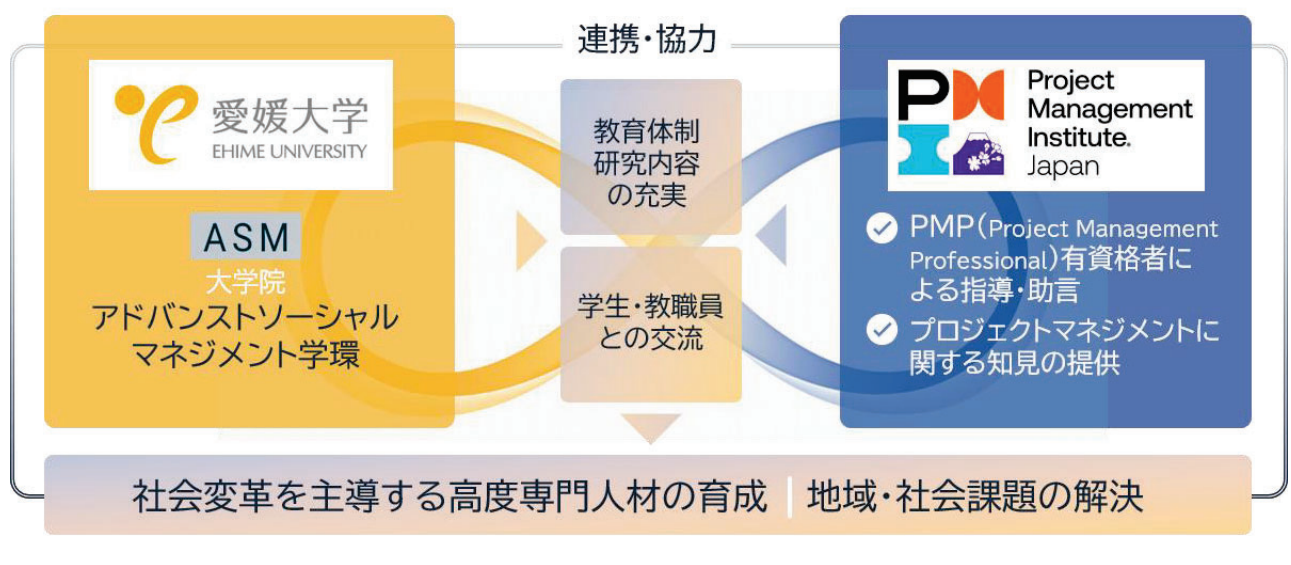 連携・協力
愛媛大学
EHIME UNIVERSITY
ASM
大学院
アドバンストソーシャル
マネジメント学環
教育体制
研究内容
の充実
学生・教職員
との交流
PMI
Project
Management
Institute.
Japan
PMP(Project Management
Professional)有資格者に
よる指導・助言
プロジェクトマネジメントに
関する知見の提供
社会変革を主導する高度専門人材の育成 | 地域・社会課題の解決